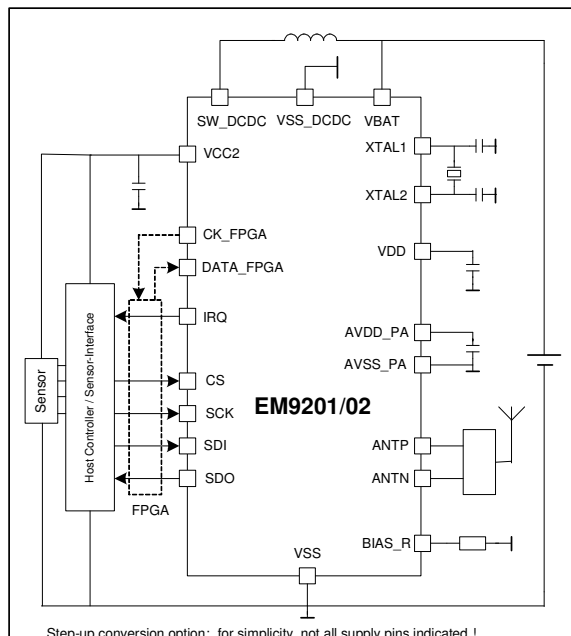 SW_DCDC VSS_DCDC VBAT
VCC2
XTAL1
XTAL2
CK_FPGA
DATA_FPGA
VDD
IRQ
AVDD_PA
AVSS_PA
CS
SCK
SDI
SDO
EM9201/02
ANTP
ANTN
Sensor
Host Controller / Sensor-Interface
FPGA
BIAS_R
VSS
Step-up conversion option; for simplicity, not all supply pins indicated !